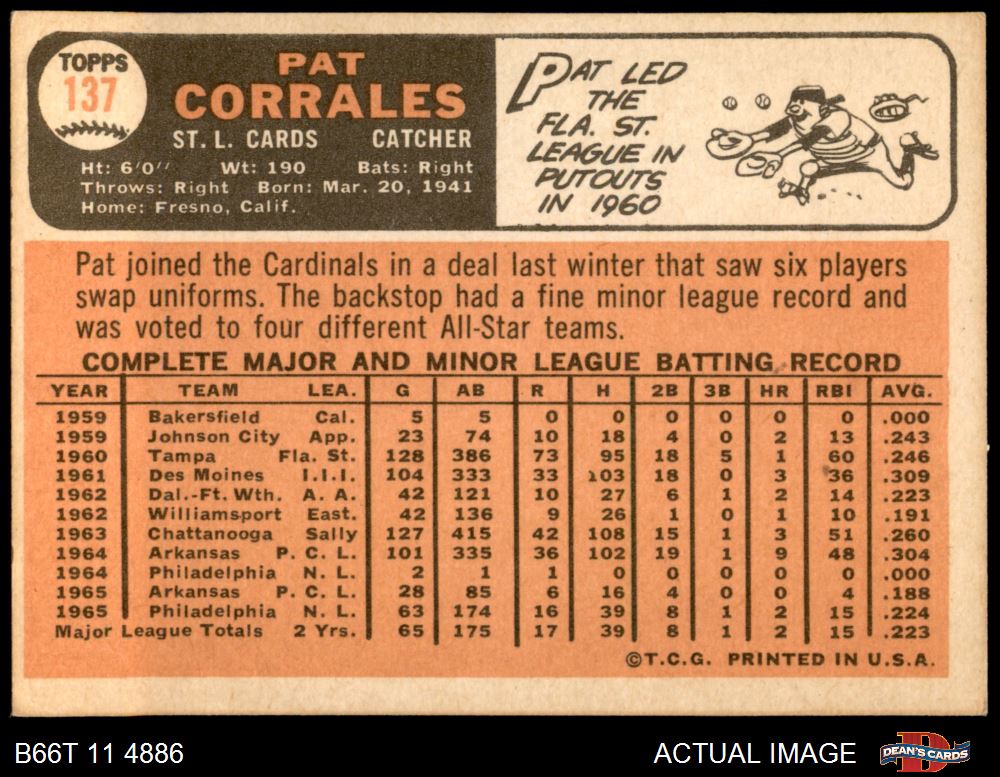 TOPPS
137
PAT
CORRALES
ST. L. CARDS CATCHER
Ht: 6'0" Wt: 190 Bats: Right
Throws: Right Born: Mar. 20, 1941
Home: Fresno, Calif.
PAT LED
THE
FLA. ST.
LEAGUE IN
PUTOUTS
IN 1960
Pat joined the Cardinals in a deal last winter that saw six players
swap uniforms. The backstop had a fine minor league record and
was voted to four different All-Star teams.
COMPLETE MAJOR AND MINOR LEAGUE BATTING RECORD
YEAR TEAM LEA. G AB R H 2B 3B HR RBI AVG.
1959 Bakersfield Cal. 5 5 0 0 0 0 0 0 .000
1959 Johnson City App. 23 74 10 18 4 0 2 13 .243
1960 Tampa Fla. St. 128 386 73 95 18 5 1 60 .246
1961 Des Moines I.I.I. 104 333 33 103 18 0 3 36 .309
1962 Dal.-Ft. Wth. A. A. 42 121 10 27 6 1 2 14 .223
1962 Williamsport East. 42 136 9 26 1 0 1 10 .191
1963 Chattanooga Sally 127 415 42 108 15 1 3 51 .260
1964 Arkansas P. C. L. 101 335 36 102 19 1 9 48 .304
1964 Philadelphia N. L. 2 1 1 0 0 0 0 0 .000
1965 Arkansas P. C. L. 28 85 6 16 4 0 0 4 .188
1965 Philadelphia N. L. 63 174 16 39 8 1 2 15 .224
Major League Totals 2 Yrs. 65 175 17 39 8 1 2 15 .223
©T.C.G. PRINTED IN U.S.A.
B66T 11 4886 ACTUAL IMAGE DEAN'S CARDS